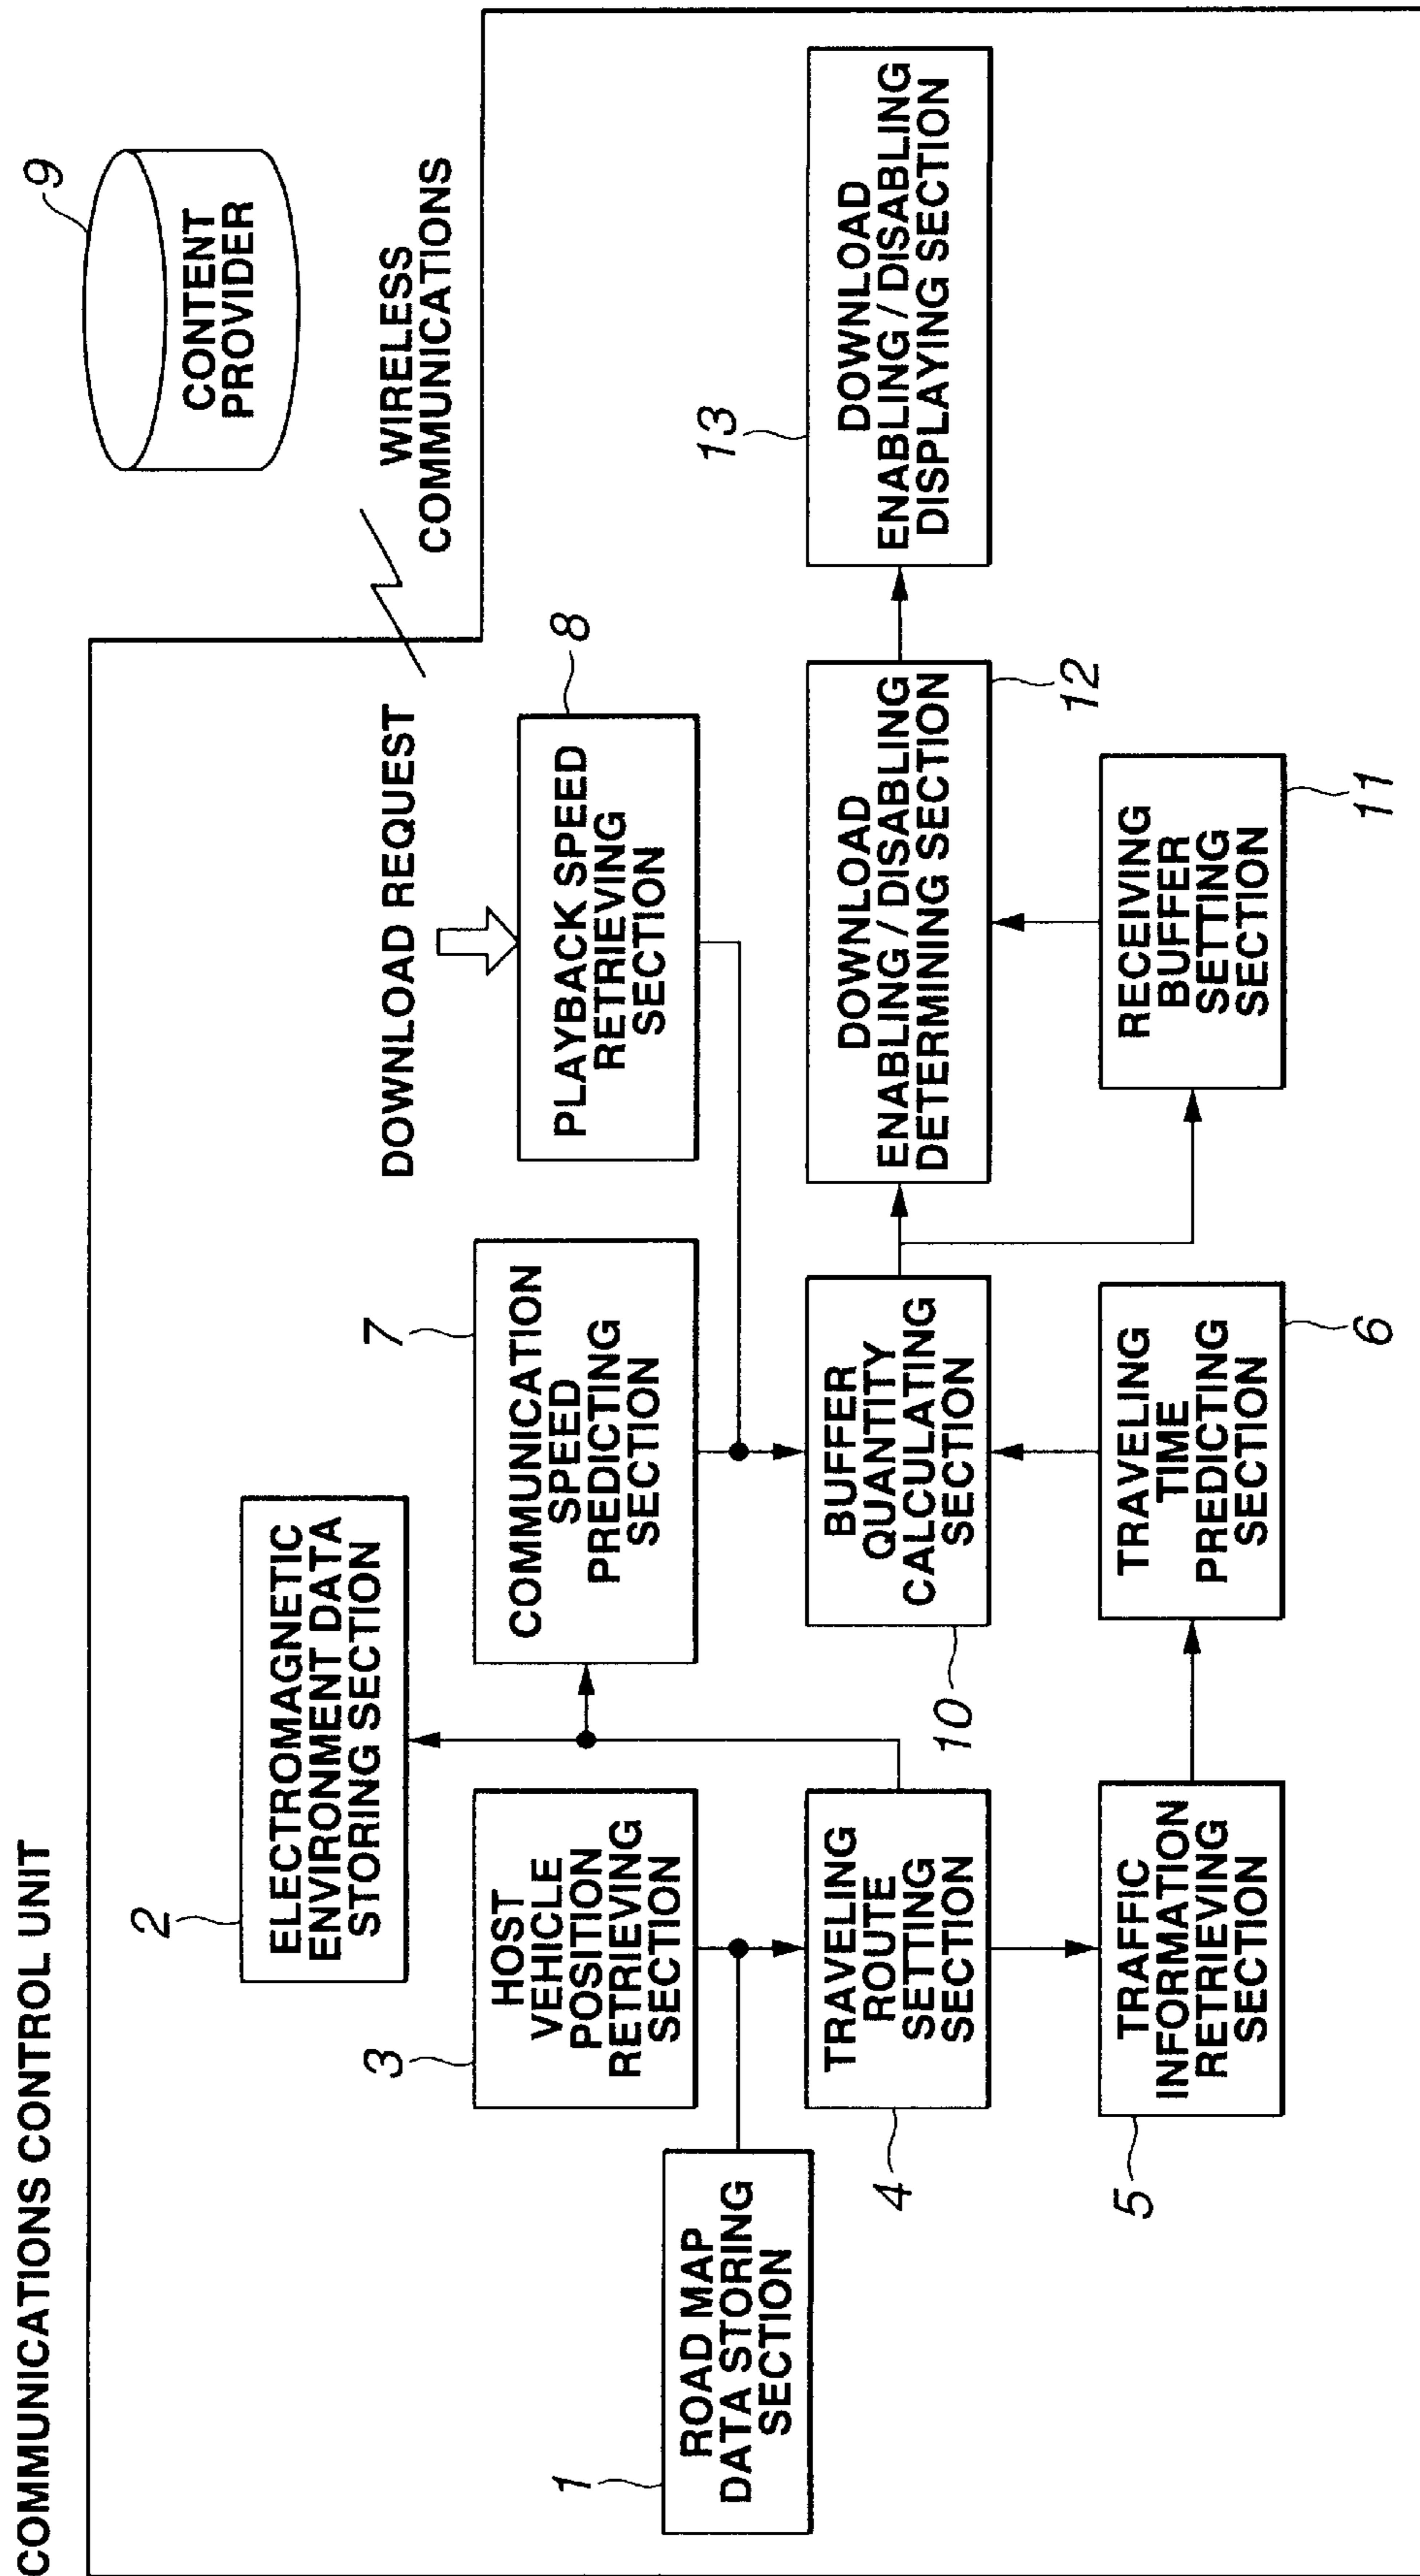 COMMUNICATIONS CONTROL UNIT
9
CONTENT
PROVIDER
WIRELESS
COMMUNICATIONS
DOWNLOAD REQUEST
2
ELECTROMAGNETIC
ENVIRONMENT DATA
STORING SECTION
3
HOST
VEHICLE
POSITION
RETRIEVING
SECTION
7
COMMUNICATION
SPEED
PREDICTING
SECTION
8
PLAYBACK SPEED
RETRIEVING
SECTION
1
ROAD MAP
DATA STORING
SECTION
4
TRAVELING
ROUTE
SETTING
SECTION
10
BUFFER
QUANTITY
CALCULATING
SECTION
12
DOWNLOAD
ENABLING / DISABLING
DETERMINING SECTION
13
DOWNLOAD
ENABLING / DISABLING
DISPLAYING SECTION
5
TRAFFIC
INFORMATION
RETRIEVING
SECTION
6
TRAVELING
TIME
PREDICTING
SECTION
11
RECEIVING
BUFFER
SETTING
SECTION